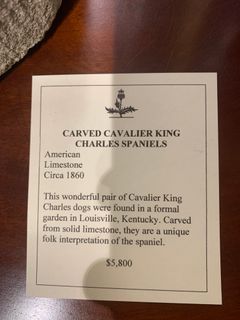 CARVED CAVALIER KING
CHARLES SPANIELS
American
Limestone
Circa 1860
This wonderful pair of Cavalier King
Charles dogs were found in a formal
garden in Louisville, Kentucky. Carved
from solid limestone, they are a unique
folk interpretation of the spaniel.
$5,800